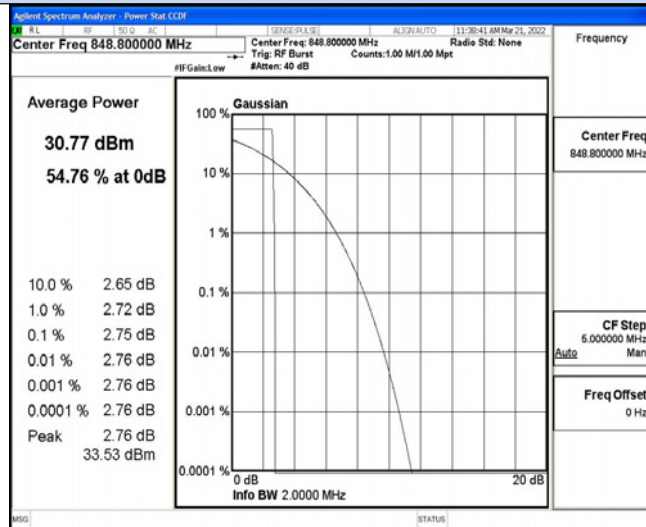 Agilent Spectrum Analyzer - Power Stat CCDF
RL RF 50 Ω AC SENSE:PULSE ALIGN AUTO 11:38:41 AM Mar 21, 2022
Center Freq 848.800000 MHz
Center Freq: 848.800000 MHz Radio Std: None
Trig: RF Burst Counts:1.00 M/1.00 Mpt
#IFGain:Low #Atten: 40 dB
Frequency
Average Power
30.77 dBm
54.76 % at 0dB
10.0 % 2.65 dB
1.0 % 2.72 dB
0.1 % 2.75 dB
0.01 % 2.76 dB
0.001 % 2.76 dB
0.0001 % 2.76 dB
Peak 2.76 dB
33.53 dBm
Gaussian
100 %
10 %
1 %
0.1 %
0.01 %
0.001 %
0.0001 %
0 dB 20 dB
Info BW 2.0000 MHz
Center Freq
848.800000 MHz
CF Step
5.000000 MHz
Auto Man
Freq Offset
0 Hz
MSG STATUS